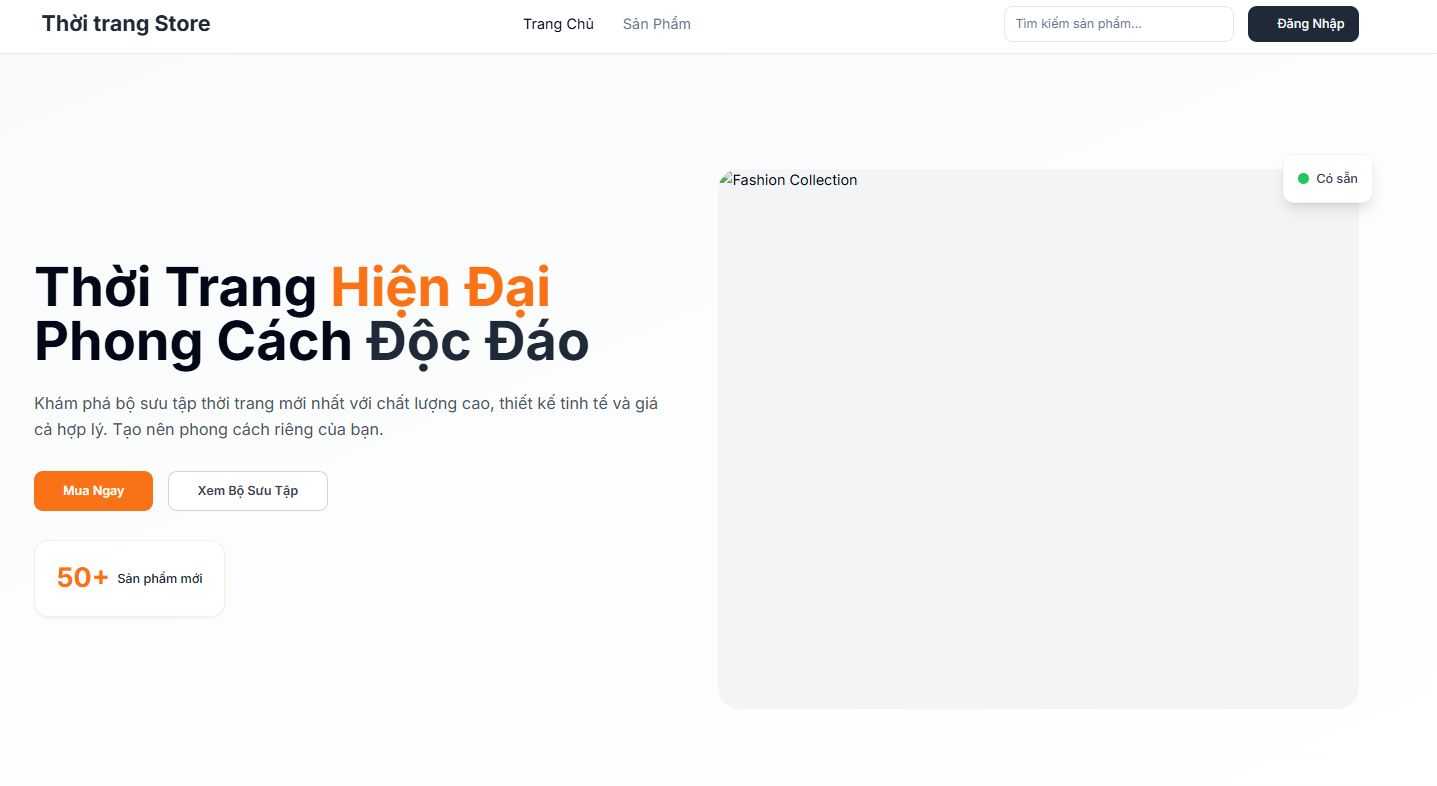 Thời trang Store
Trang Chủ
Sản Phẩm
Tìm kiếm sản phẩm...
Đăng Nhập
Fashion Collection
Có sẵn
Thời Trang Hiện Đại
Phong Cách Độc Đáo
Khám phá bộ sưu tập thời trang mới nhất với chất lượng cao, thiết kế tinh tế và giá
cả hợp lý. Tạo nên phong cách riêng của bạn.
Mua Ngay
Xem Bộ Sưu Tập
50+ Sản phẩm mới